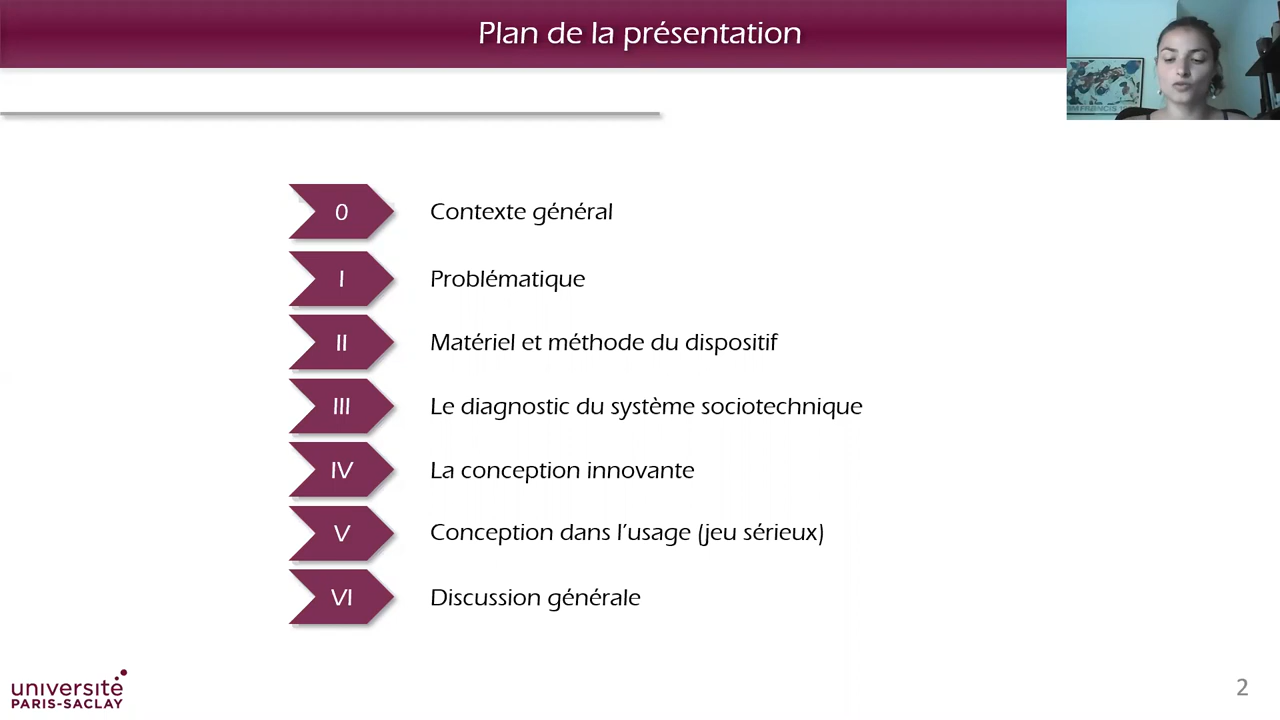 Plan de la présentation
0 Contexte général
I Problématique
II Matériel et méthode du dispositif
III Le diagnostic du système sociotechnique
IV La conception innovante
V Conception dans l'usage (jeu sérieux)
VI Discussion générale
université
PARIS-SACLAY
2